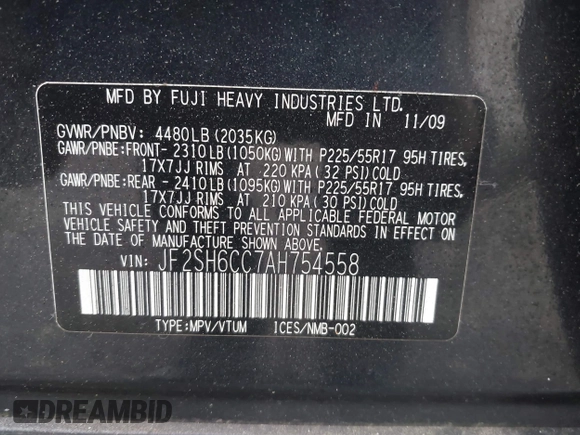 MFD BY FUJI HEAVY INDUSTRIES LTD.
MFD IN 11/09
GVWR/PNBV: 4480LB(2035KG)
GAWR/PNBE:FRONT- 2310LB(1050KG)WITH P225/55R17 95H TIRES,
17X7JJ RIMS AT 220 KPA(32 PSI)COLD
GAWR/PNBE:REAR - 2410LB(1095KG)WITH P225/55R17 95H TIRES,
17X7JJ RIMS AT 210 KPA(30 PSI)COLD
THIS VEHICLE CONFORMS TO ALL APPLICABLE FEDERAL MOTOR
VEHICLE SAFETY AND THEFT PREVENTION STANDARDS IN EFFECT ON
THE DATE OF MANUFACTURE SHOWN ABOVE.
VIN: JF2SH6CC7AH754558
TYPE:MPV/VTUM ICES/NMB-002
DREAMBID